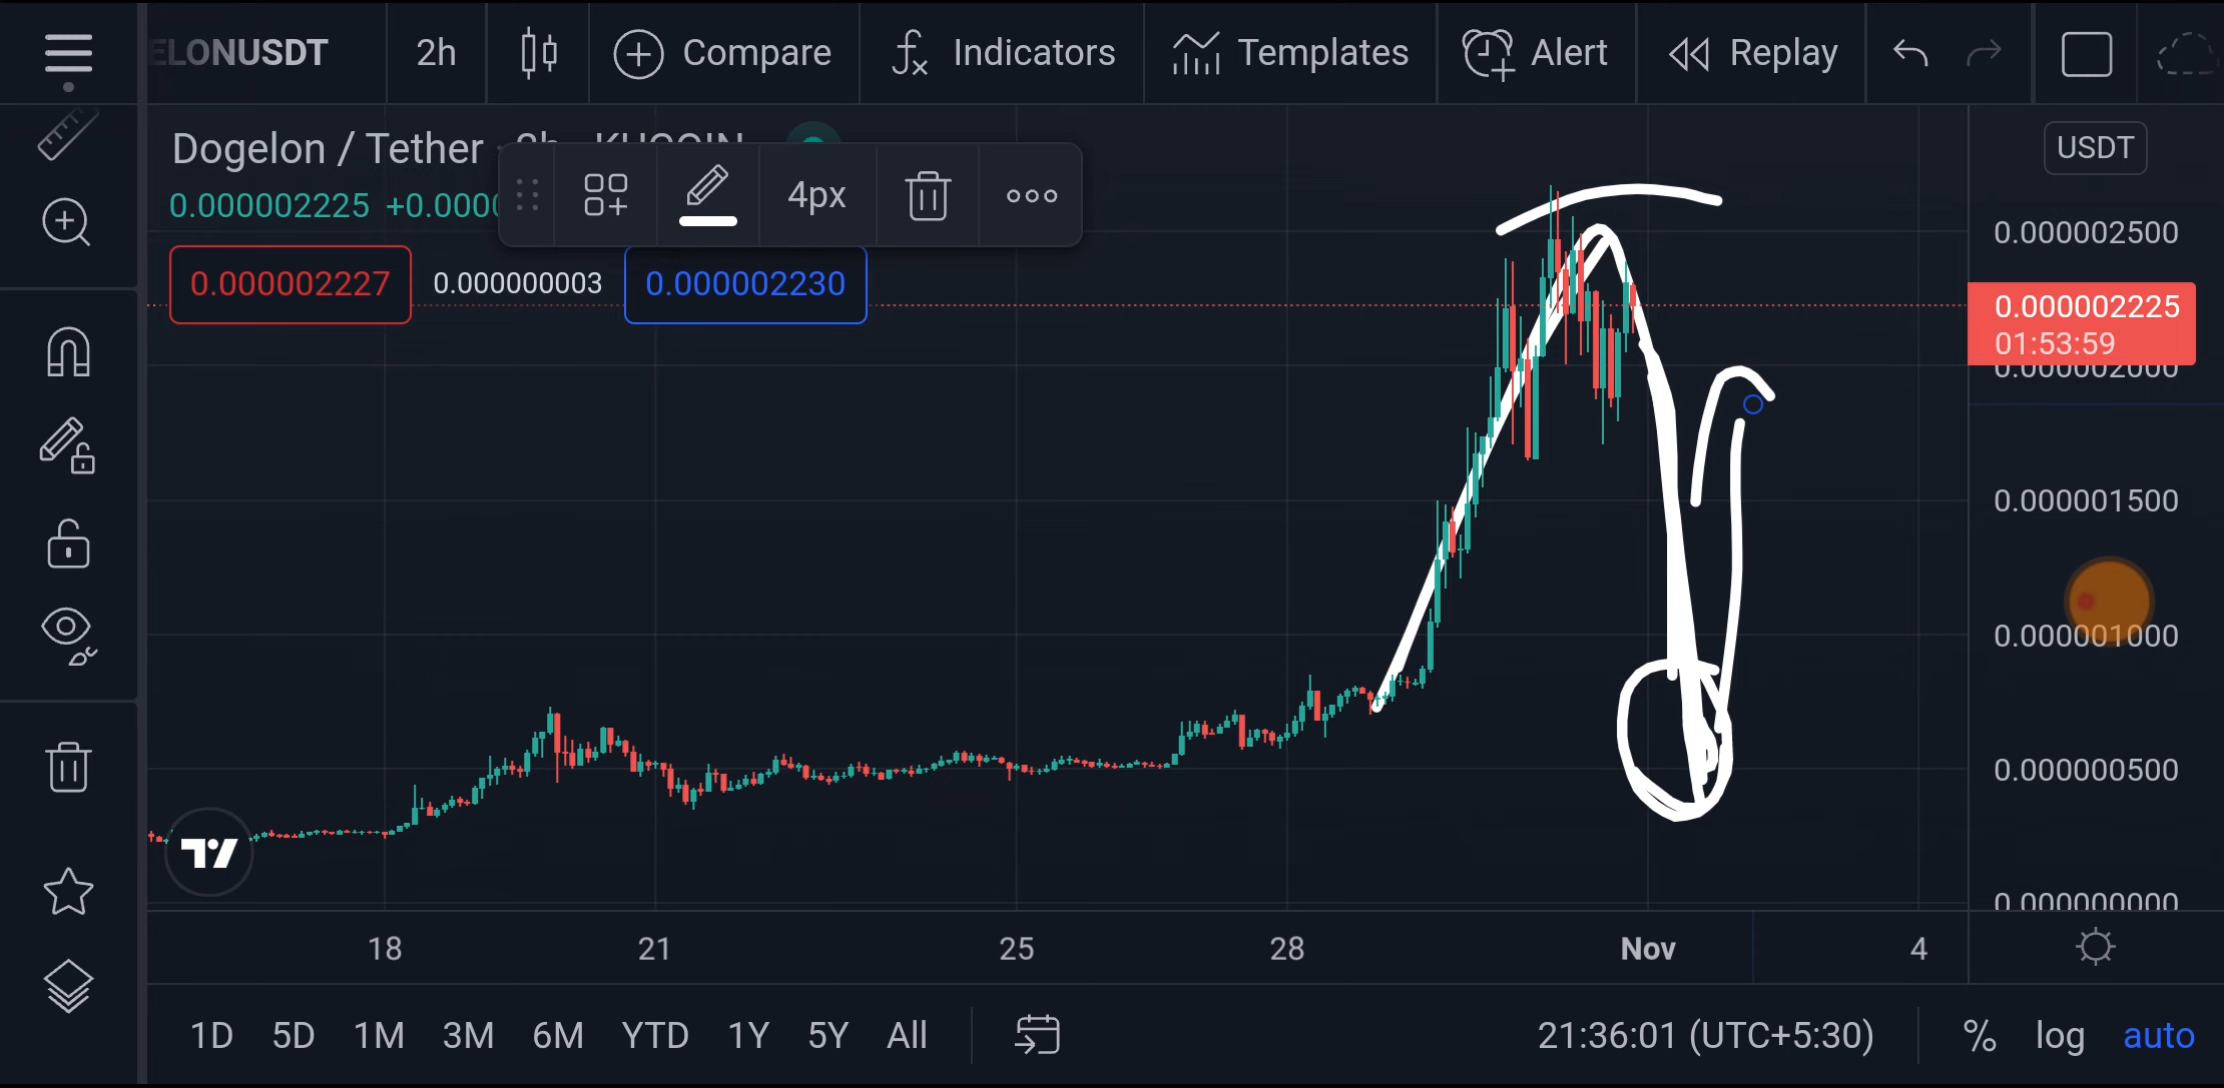 ELONUSDT 2h Compare Indicators Templates Alert Replay
Dogelon / Tether
USDT
0.000002225 +0.000
4px
0.000002227 0.000000003 0.000002230
0.000002500
0.000002225
01:53:59
0.000002000
0.000001500
0.000001000
0.000000500
0.000000000
18 21 25 28 Nov 4
1D 5D 1M 3M 6M YTD 1Y 5Y All 21:36:01 (UTC+5:30) % log auto